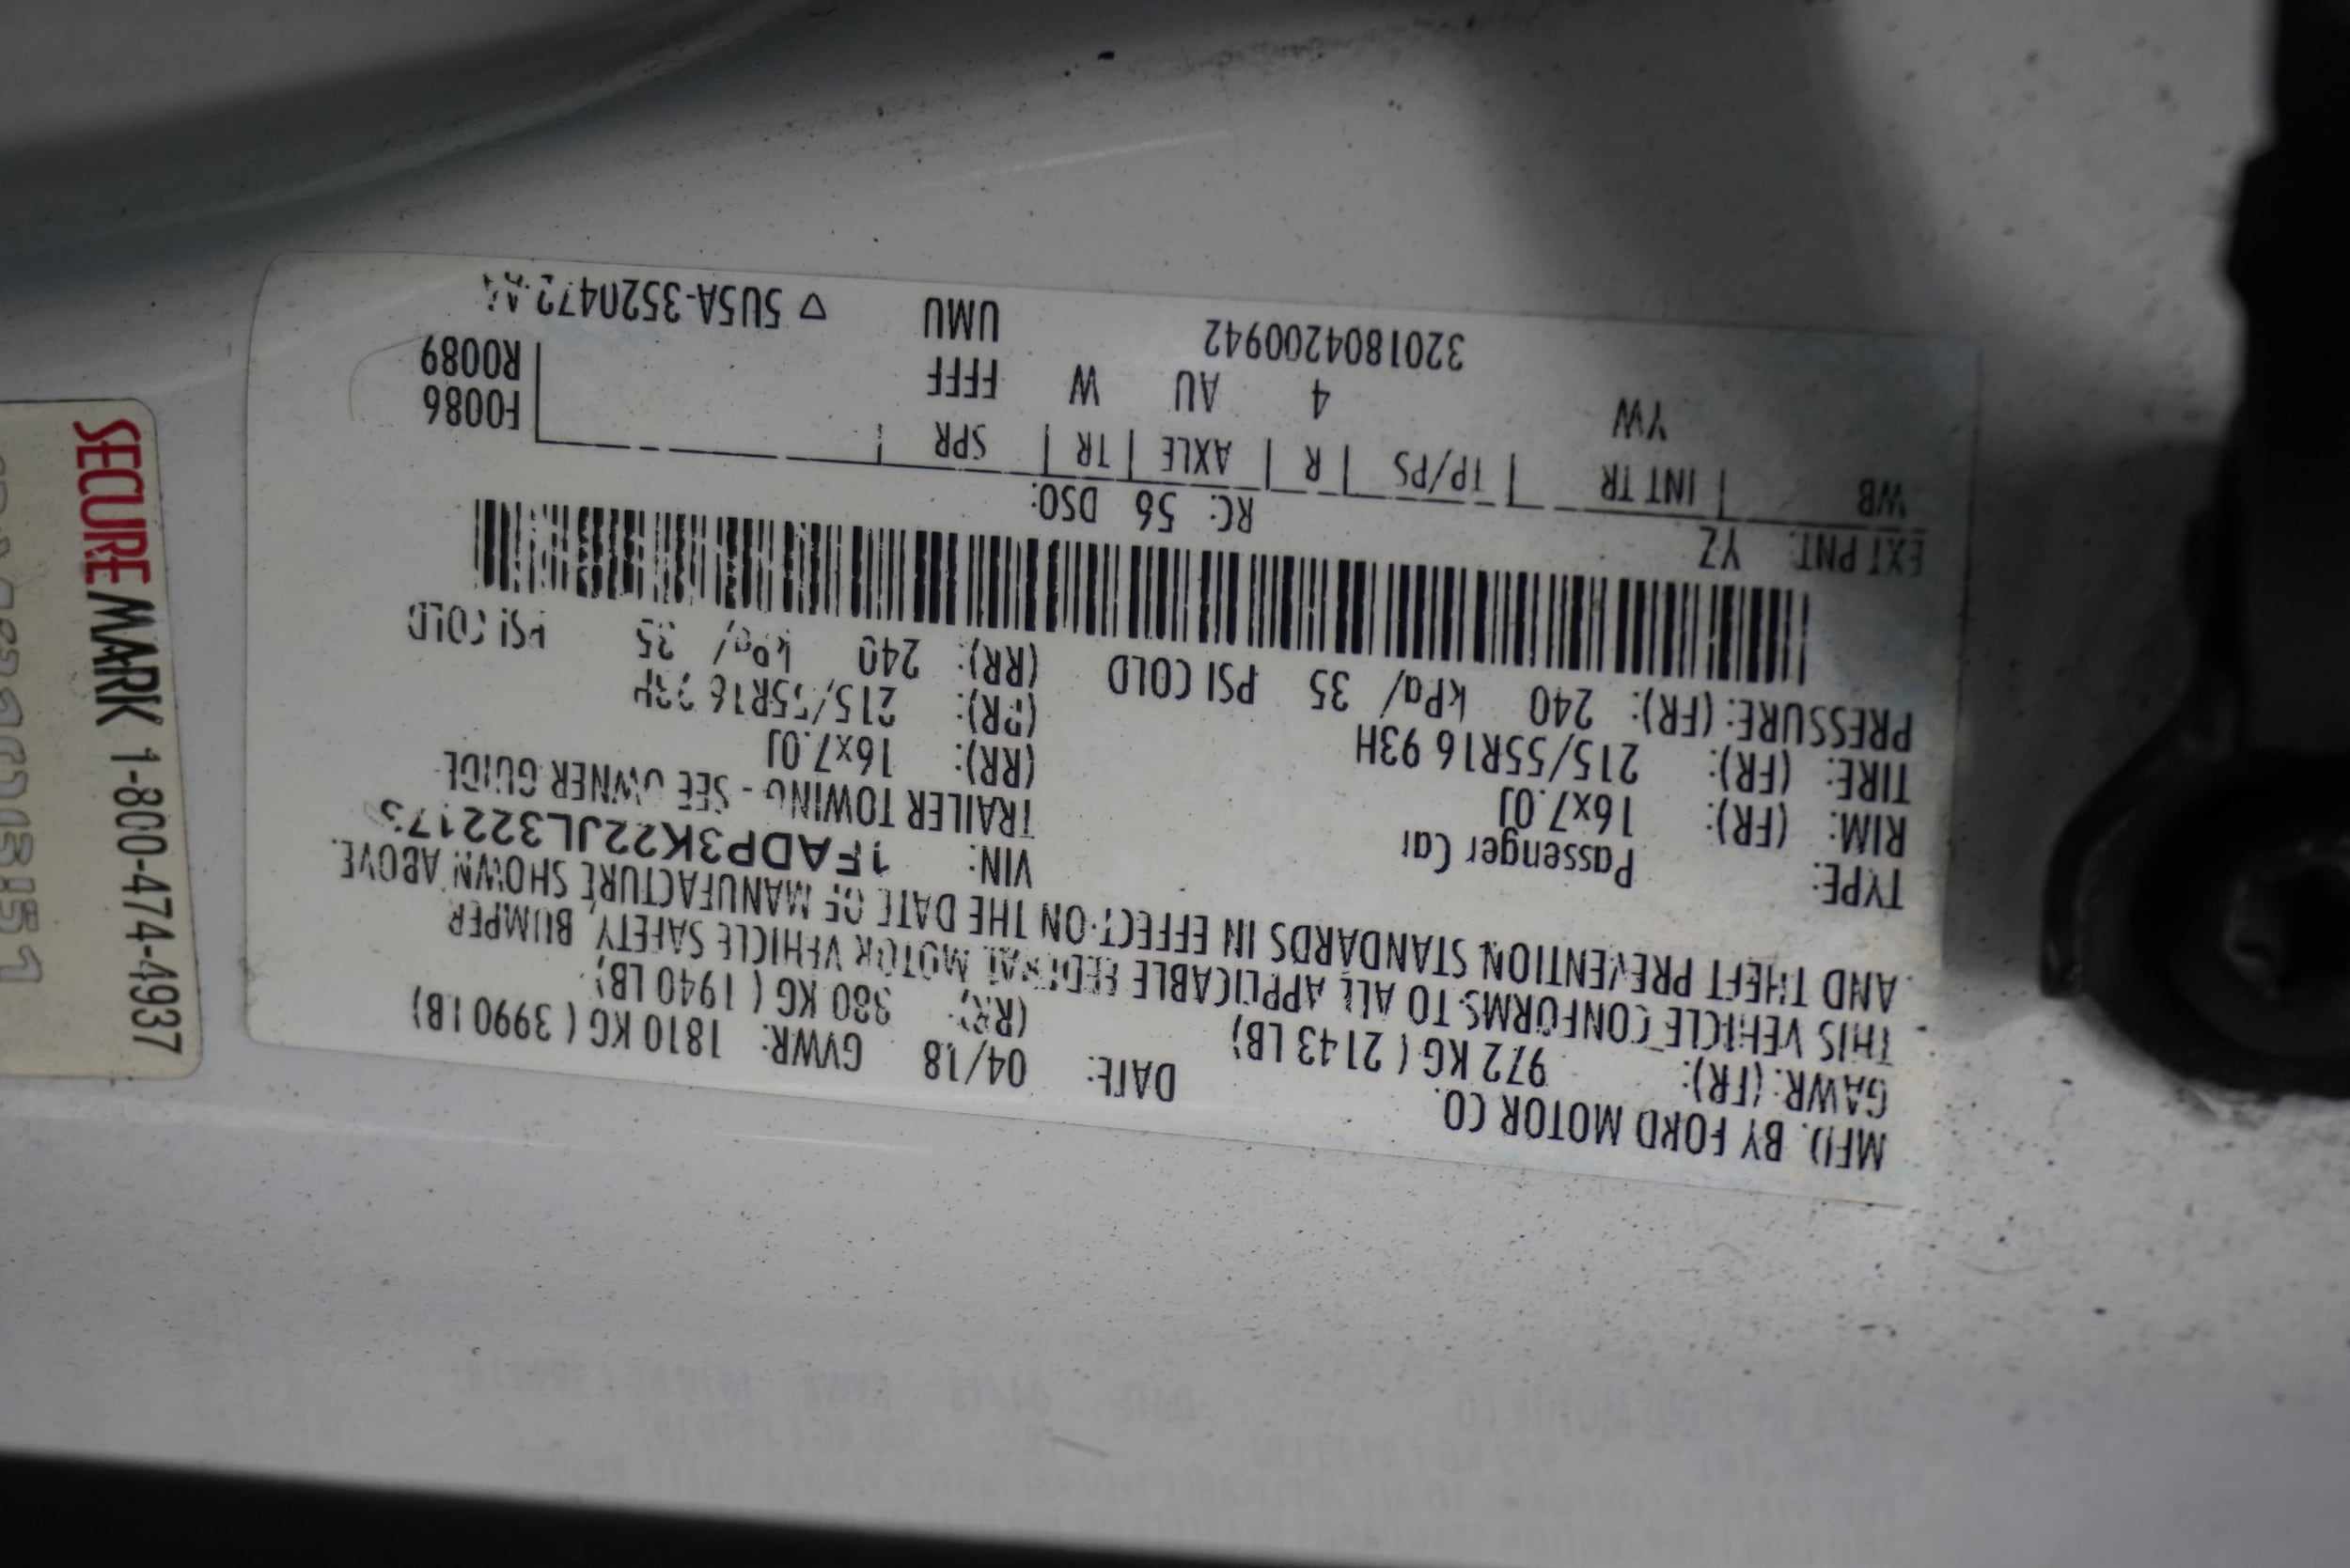 MFD. BY FORD MOTOR CO.
DATE: 04/18 GVWR: 1810 KG ( 3990 LB)
GAWR: (FR): 972 KG ( 2143 LB) (RR): 880 KG ( 1940 LB)
THIS VEHICLE CONFORMS TO ALL APPLICABLE FEDERAL MOTOR VEHICLE SAFETY, BUMPER
AND THEFT PREVENTION STANDARDS IN EFFECT ON THE DATE OF MANUFACTURE SHOWN ABOVE.
TYPE: Passenger Car VIN: 1FADP3K22JL322173
TRAILER TOWING - SEE OWNER GUIDE
RIM: (FR): 16x7.0J (RR): 16x7.0J
TIRE: (FR): 215/55R16 93H (RR): 215/55R16 93H
PRESSURE: (FR): 240 kPa/ 35 PSI COLD (RR): 240 kPa/ 35 PSI COLD
EXT PNT: YZ RC: 56 DSO:
WB INT TR TP/PS R AXLE TR SPR F0086
YW 4 AU W FFFF R0089
3201804200942 UMU ▽ 5U5A-3520472-AA
SECUREMARK 1-800-474-4937